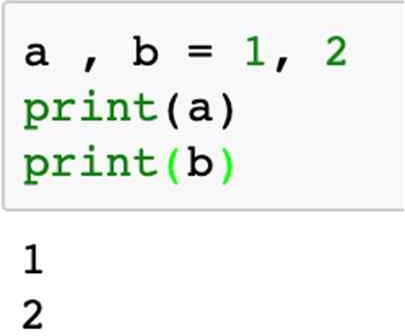 a , b = 1, 2
print(a)
print(b)
1
2